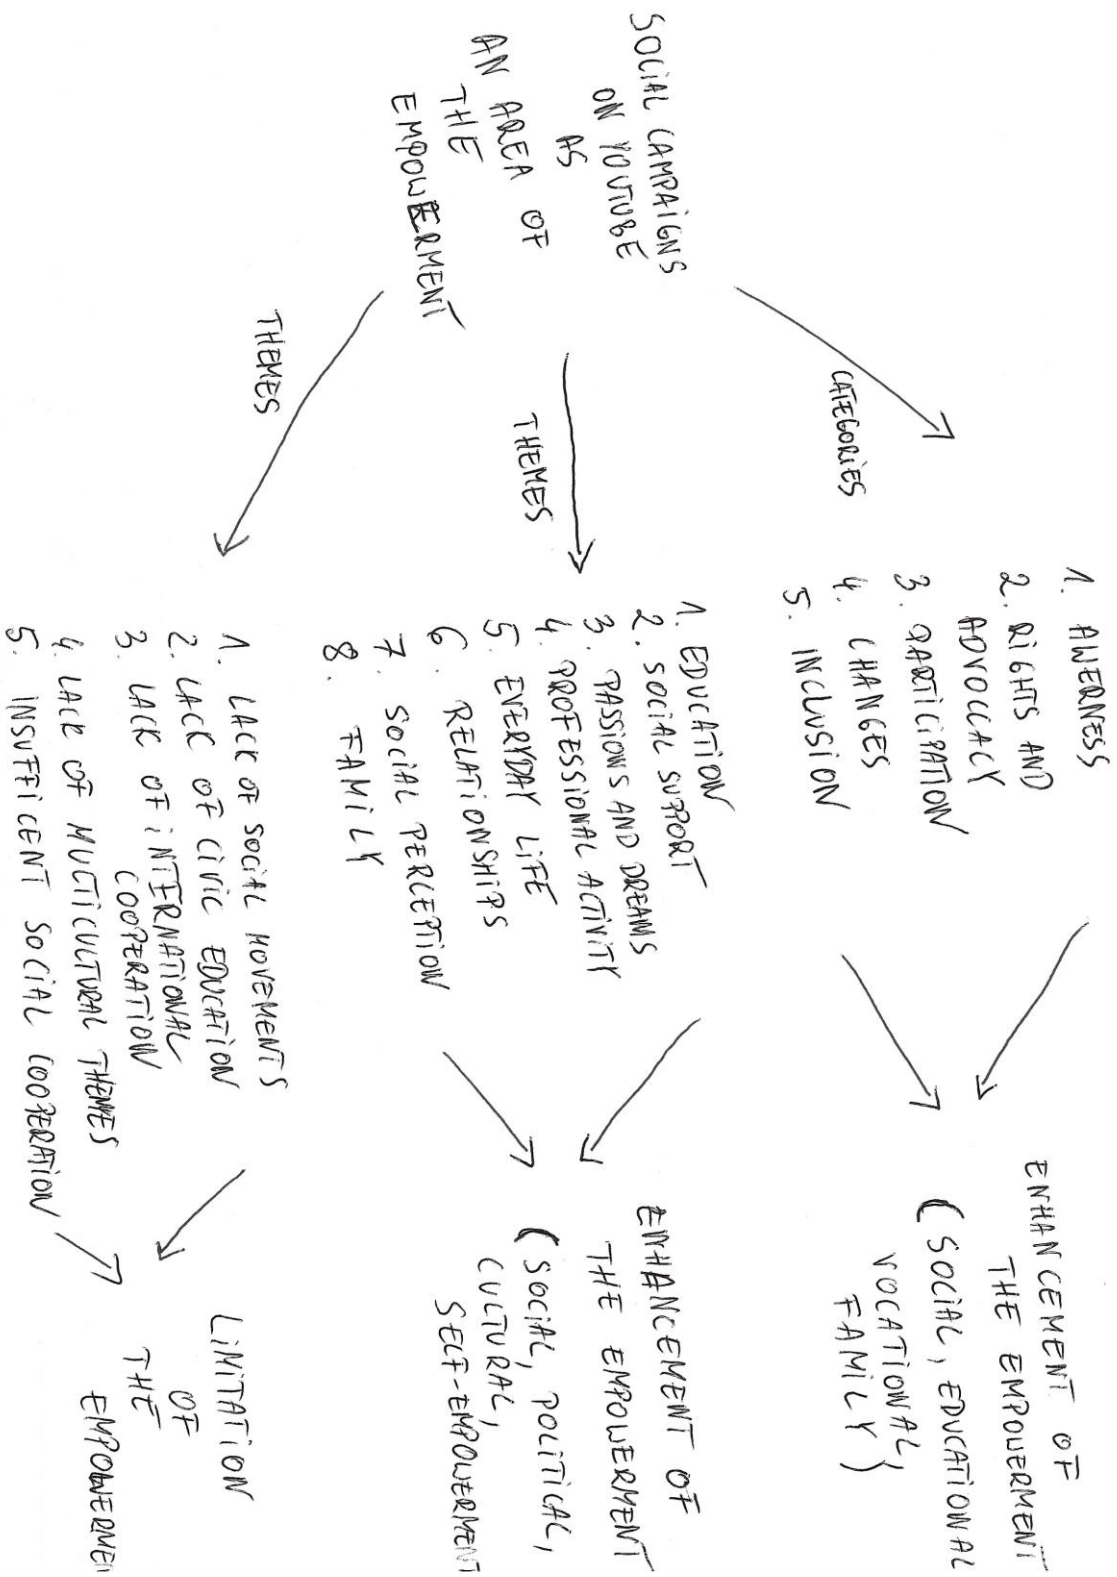 SOCIAL CAMPAIGNS
ON YOUTUBE
AS
AN AREA OF
THE
EMPOWERMENT
CATEGORIES
1. AWERNESS
2. RIGHTS AND
ADVOCACY
3. PARTICIPATION
4. CHANGES
5. INCLUSION
ENHANCEMENT OF
THE EMPOWERMENT
(SOCIAL, EDUCATIONAL
VOCATIONAL,
FAMILY)
THEMES
1. EDUCATION
2. SOCIAL SUPPORT
3. PASSIONS AND DREAMS
4. PROFESSIONAL ACTIVITY
5. EVERYDAY LIFE
6. RELATIONSHIPS
7. SOCIAL PERCEPTION
8. FAMILY
ENHANCEMENT OF
THE EMPOWERMENT
(SOCIAL, POLITICAL,
CULTURAL,
SELF-EMPOWERMENT
THEMES
1. LACK OF SOCIAL MOVEMENTS
2. LACK OF CIVIC EDUCATION
3. LACK OF INTERNATIONAL
COOPERATION
4. LACK OF MULTICULTURAL THEMES
5. INSUFFICENT SOCIAL COOPERATION
LIMITATION
OF
THE
EMPOWERMEN